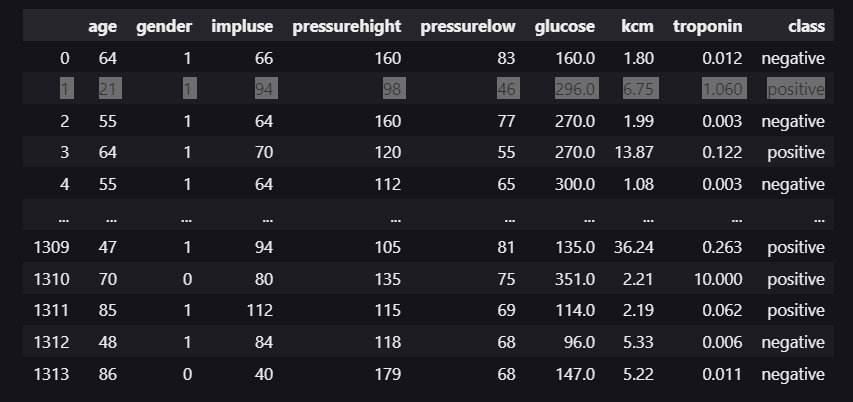 age gender impluse pressurehight pressurelow glucose kcm troponin class
0 64 1 66 160 83 160.0 1.80 0.012 negative
1 21 1 94 98 46 296.0 6.75 1.060 positive
2 55 1 64 160 77 270.0 1.99 0.003 negative
3 64 1 70 120 55 270.0 13.87 0.122 positive
4 55 1 64 112 65 300.0 1.08 0.003 negative
... ... ... ... ... ... ... ... ... ...
1309 47 1 94 105 81 135.0 36.24 0.263 positive
1310 70 0 80 135 75 351.0 2.21 10.000 positive
1311 85 1 112 115 69 114.0 2.19 0.062 positive
1312 48 1 84 118 68 96.0 5.33 0.006 negative
1313 86 0 40 179 68 147.0 5.22 0.011 negative